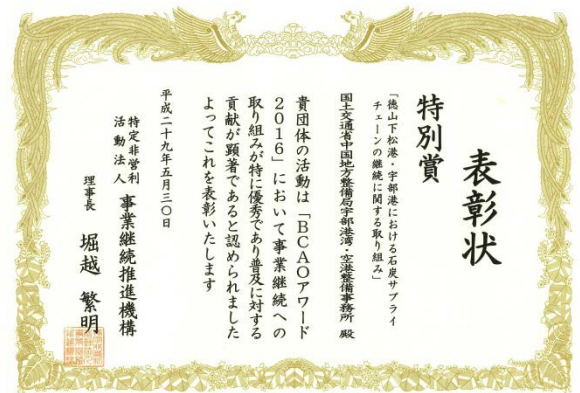 表彰状
特別賞
「徳山下松港・宇部港における石炭サプライ
チェーンの継続に関する取り組み」
国土交通省中国地方整備局宇部港湾・空港整備事務所 殿
貴団体の活動は「BCAOアワード
2016」において事業継続への
取り組みが特に優秀であり普及に対する
貢献が顕著であると認められました
よってこれを表彰いたします
平成二十九年五月三〇日
特定非営利
活動法人 事業継続推進機構
理事長 堀越 繁明